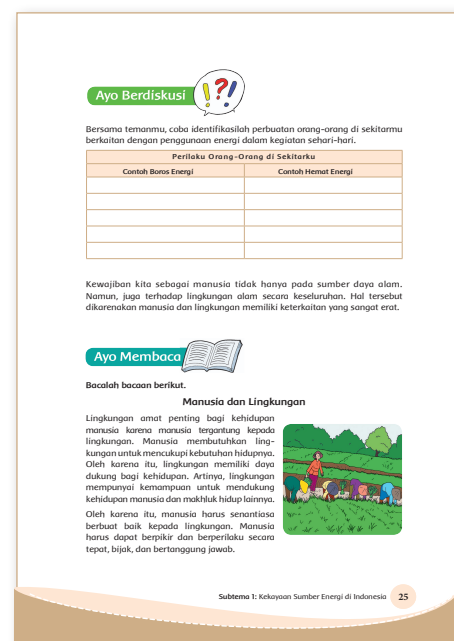 Ayo Berdiskusi
!?!
Bersama temanmu, coba identifikasilah perbuatan orang-orang di sekitarmu
berkaitan dengan penggunaan energi dalam kegiatan sehari-hari.
Perilaku Orang-Orang di Sekitarku
Contoh Boros Energi Contoh Hemat Energi
Kewajiban kita sebagai manusia tidak hanya pada sumber daya alam.
Namun, juga terhadap lingkungan alam secara keseluruhan. Hal tersebut
dikarenakan manusia dan lingkungan memiliki keterkaitan yang sangat erat.
Ayo Membaca
Bacalah bacaan berikut.
Manusia dan Lingkungan
Lingkungan amat penting bagi kehidupan
manusia karena manusia tergantung kepada
lingkungan. Manusia membutuhkan ling-
kungan untuk mencukupi kebutuhan hidupnya.
Oleh karena itu, lingkungan memiliki daya
dukung bagi kehidupan. Artinya, lingkungan
mempunyai kemampuan untuk mendukung
kehidupan manusia dan makhluk hidup lainnya.
Oleh karena itu, manusia harus senantiasa
berbuat baik kepada lingkungan. Manusia
harus dapat berpikir dan berperilaku secara
tepat, bijak, dan bertanggung jawab.
Subtema 1: Kekayaan Sumber Energi di Indonesia 25